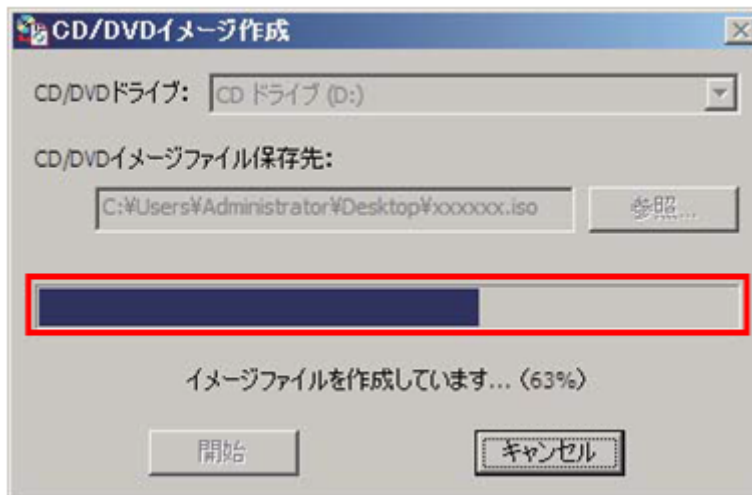 CD/DVDイメージ作成
CD/DVDドライブ: CD ドライブ (D:)
CD/DVDイメージファイル保存先:
C:¥Users¥Administrator¥Desktop¥xxxxxx.iso 参照...
イメージファイルを作成しています... (63%)
開始 キャンセル